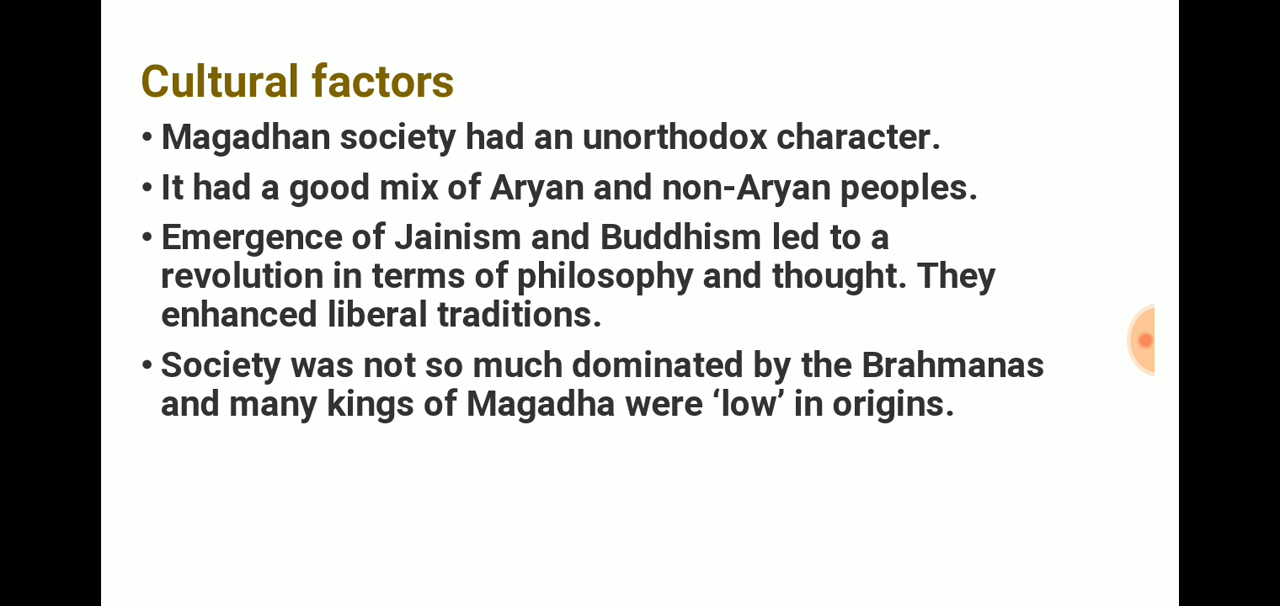 Cultural factors
• Magadhan society had an unorthodox character.
• It had a good mix of Aryan and non-Aryan peoples.
• Emergence of Jainism and Buddhism led to a
revolution in terms of philosophy and thought. They
enhanced liberal traditions.
• Society was not so much dominated by the Brahmanas
and many kings of Magadha were ‘low’ in origins.